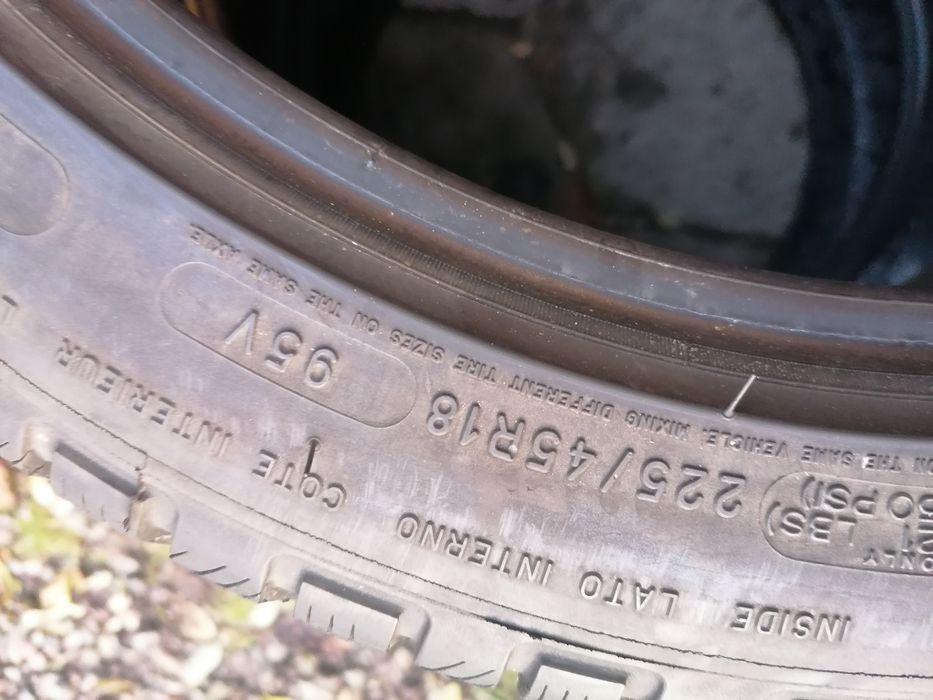 ON THE SAME VEHICLE. MIXING DIFFERENT TIRE SIZES ON THE SAME AXLE.
LBS)
PSI)
225/45R18 95V
INSIDE LATO INTERNO COTE INTERIEUR